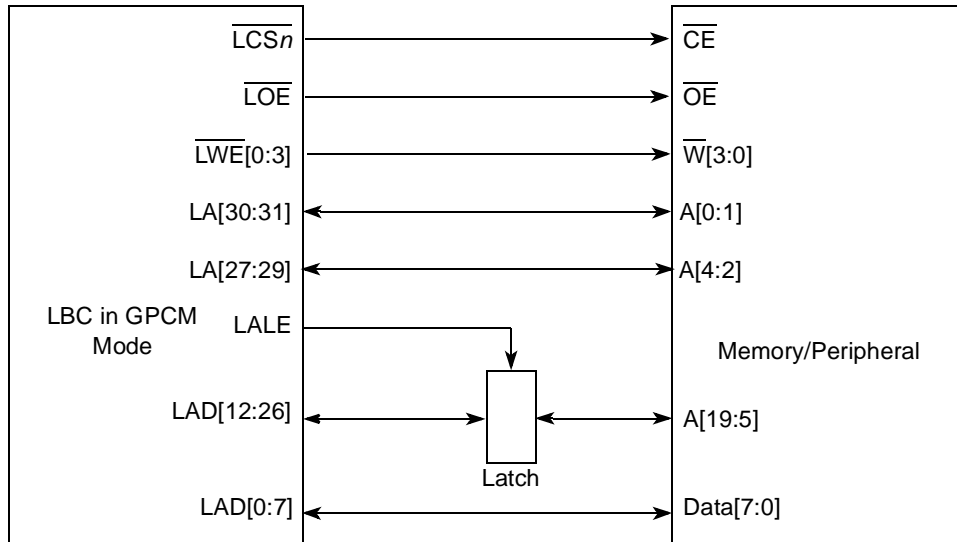 LCSn CE
LOE OE
LWE[0:3] W[3:0]
LA[30:31] A[0:1]
LA[27:29] A[4:2]
LBC in GPCM
Mode
LALE
Memory/Peripheral
LAD[12:26] A[19:5]
Latch
LAD[0:7] Data[7:0]